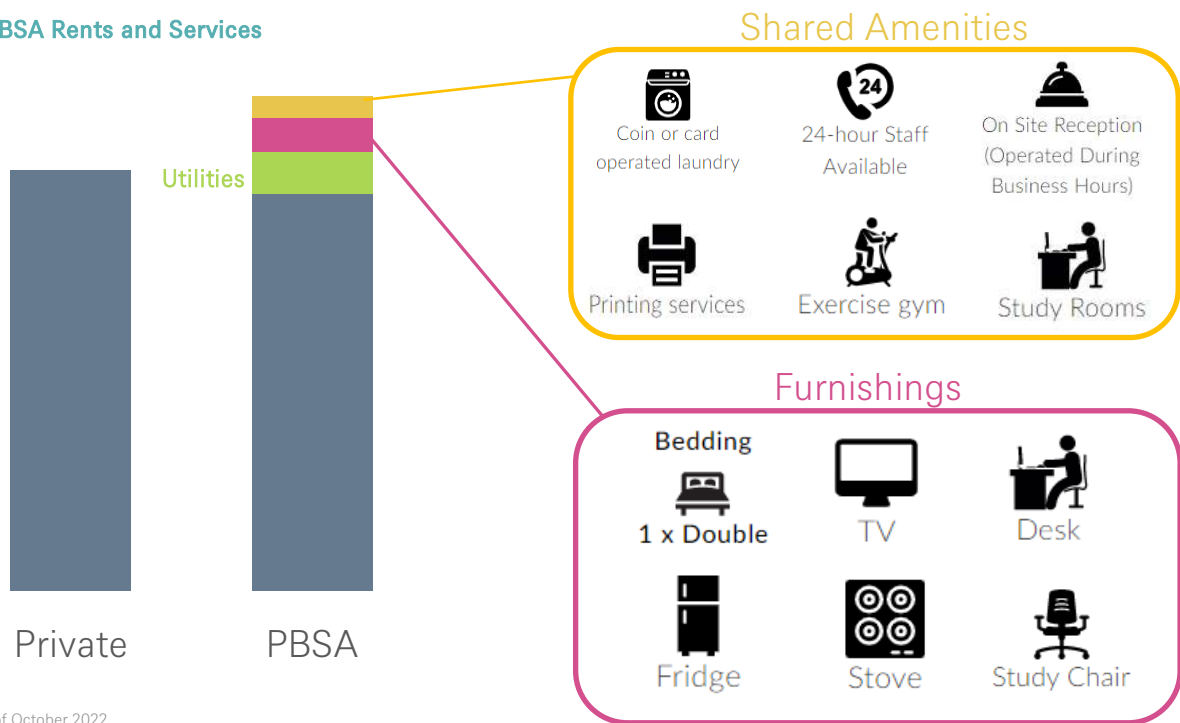 BSA Rents and Services
Shared Amenities
Coin or card
operated laundry
24
24-hour Staff
Available
On Site Reception
(Operated During
Business Hours)
Printing services
Exercise gym
Study Rooms
Utilities
Furnishings
Bedding
1 x Double
TV
Desk
Fridge
Stove
Study Chair
Private
PBSA
of October 2022